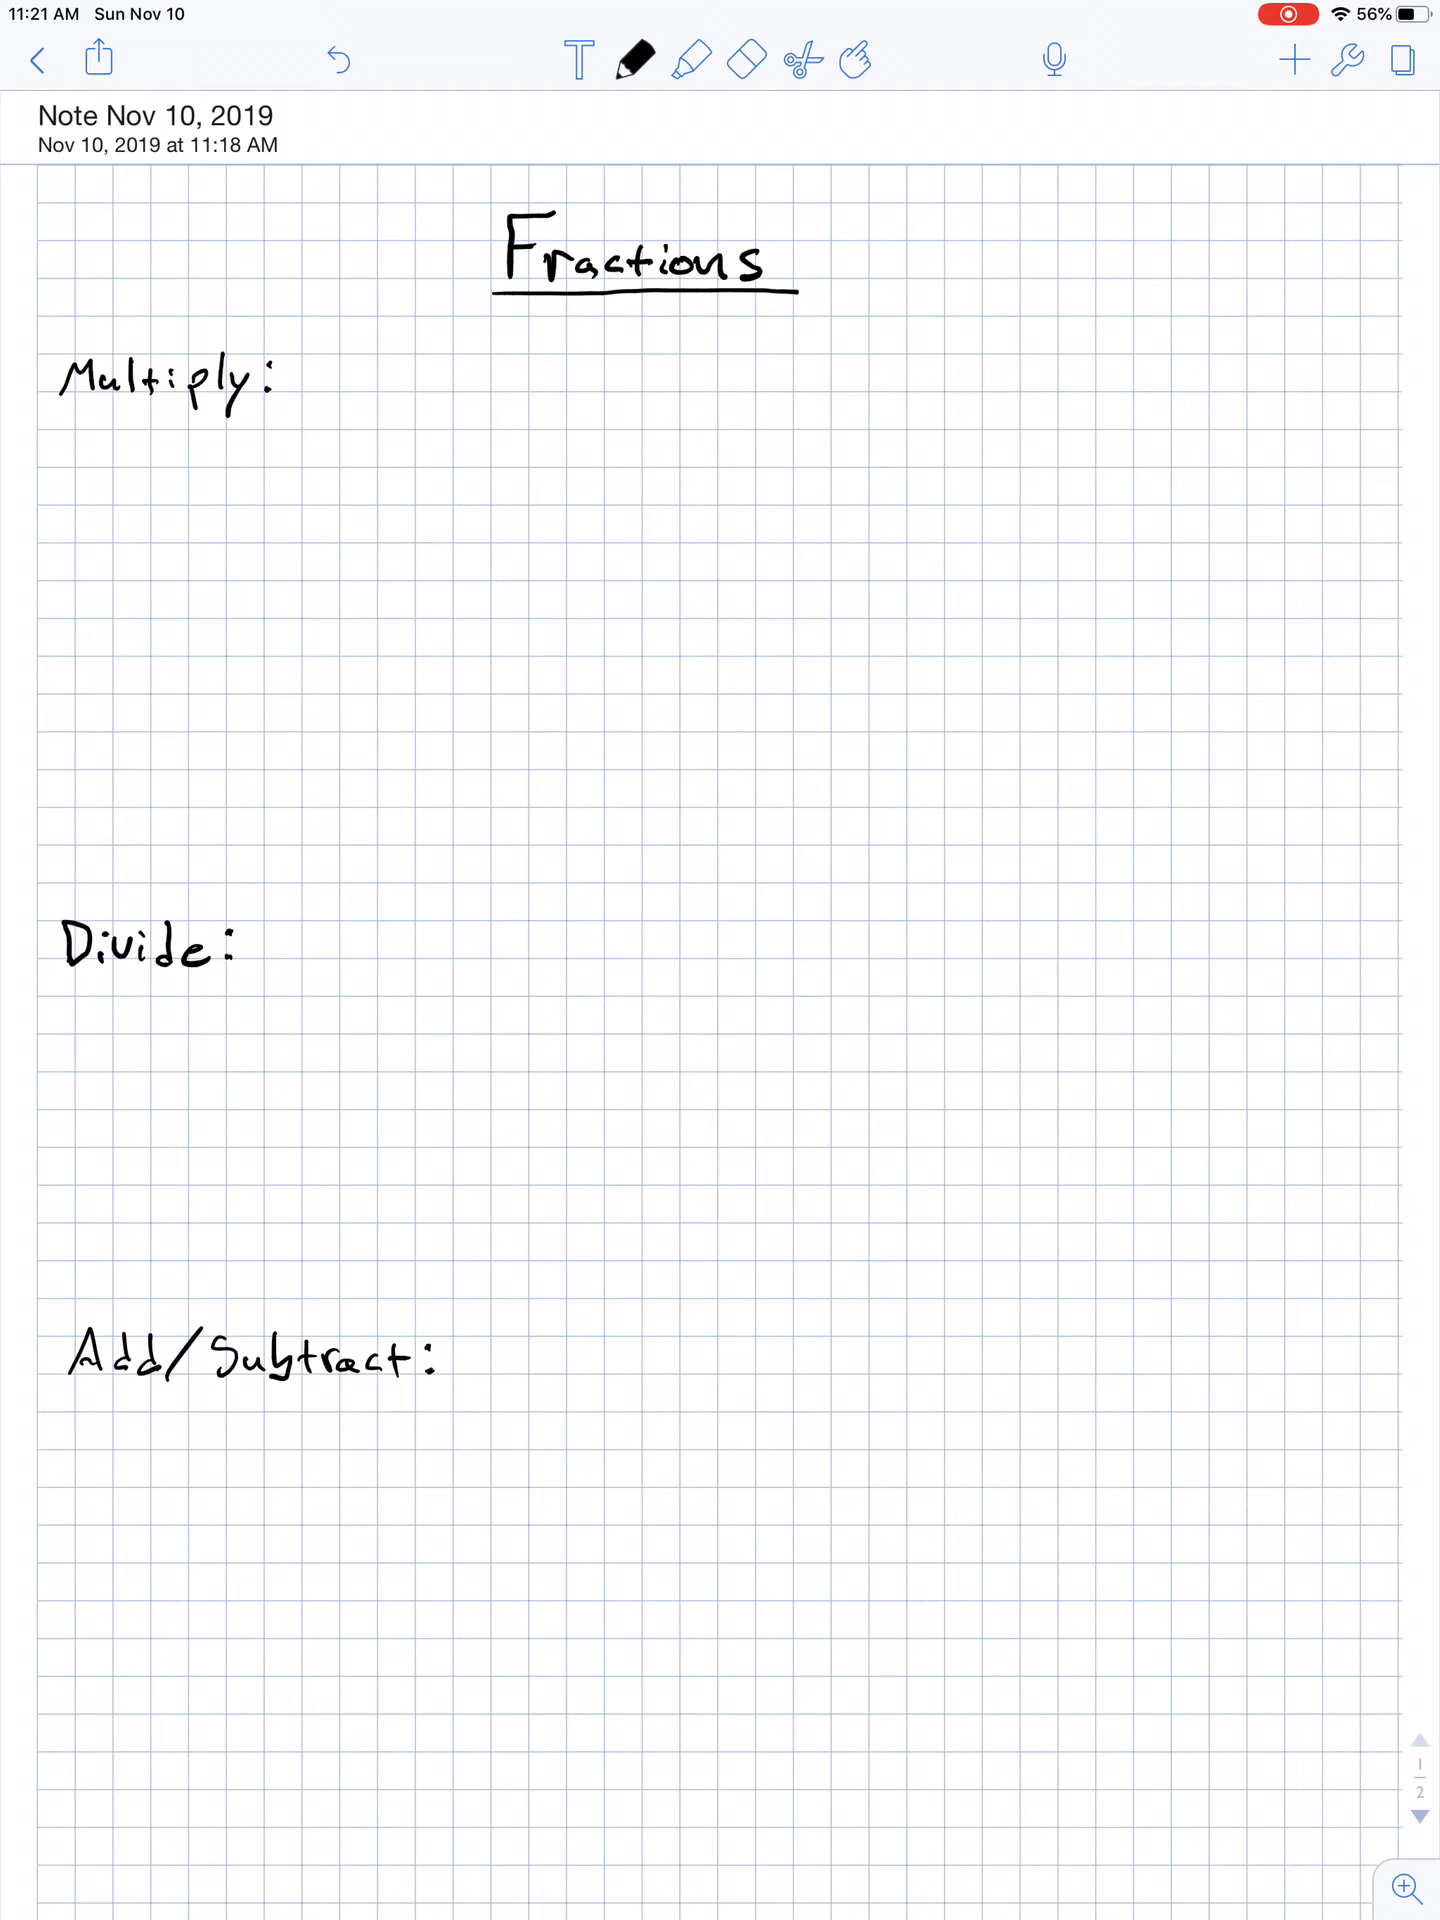 11:21 AM Sun Nov 10 56%
T
Note Nov 10, 2019
Nov 10, 2019 at 11:18 AM
Fractions
Multiply:
Divide:
Add/Subtract:
1
2